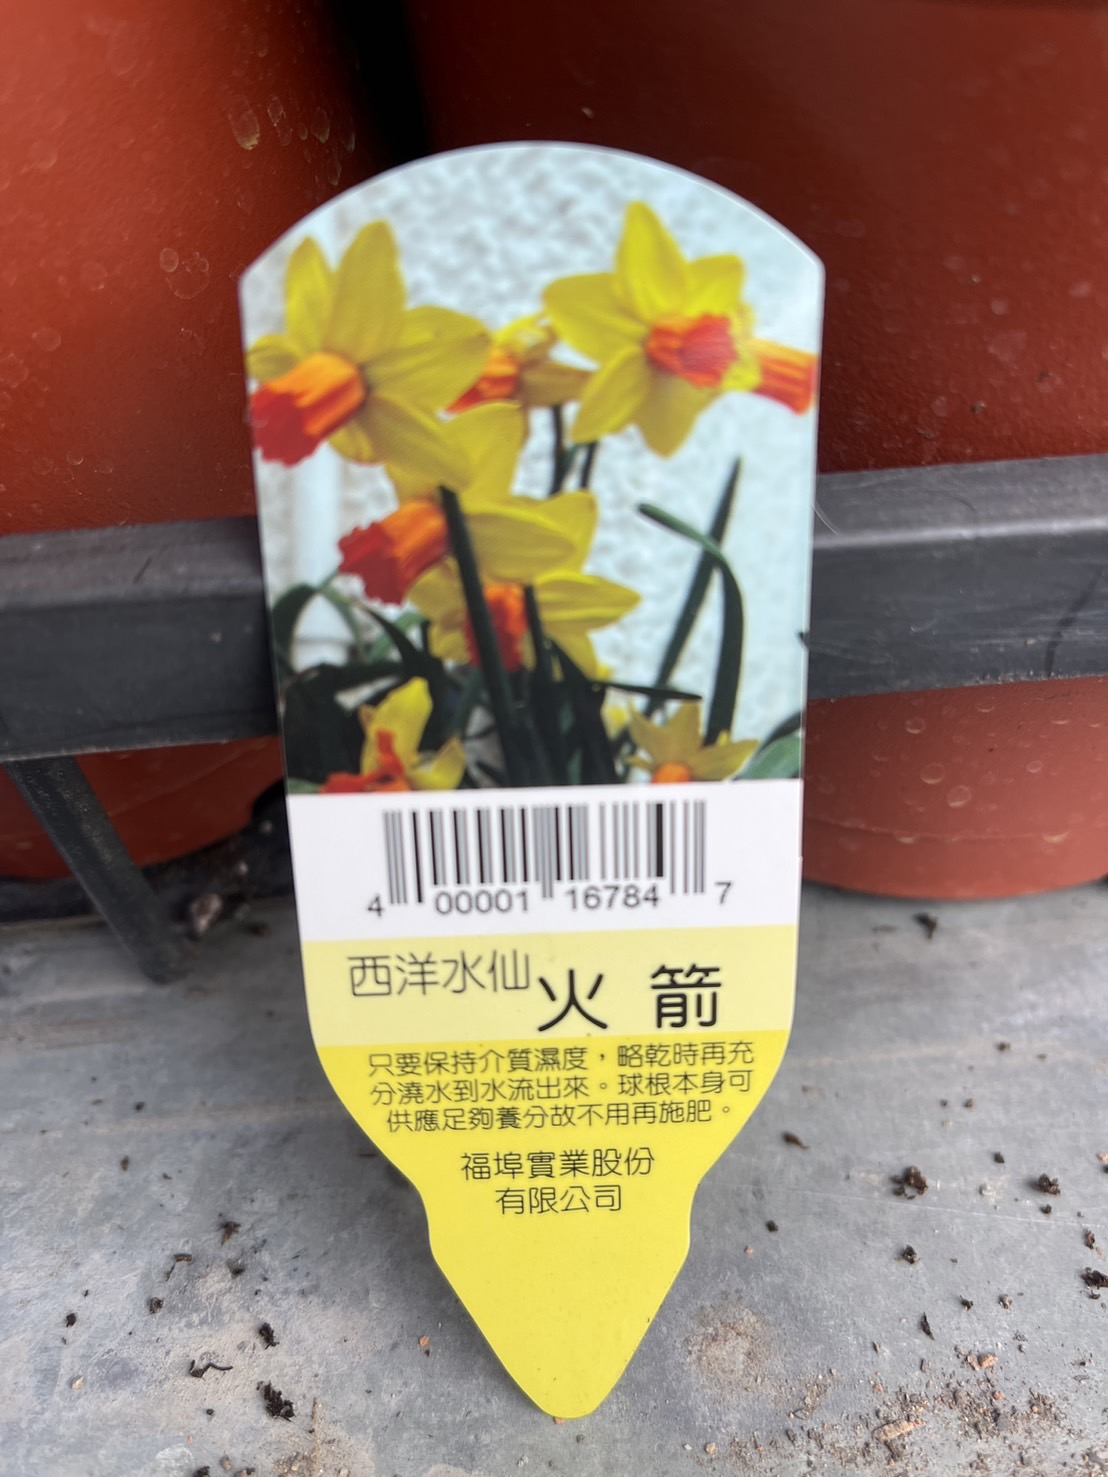 4 00001 16784 7
西洋水仙 火箭
只要保持介質濕度，略乾時再充
分澆水到水流出來。球根本身可
供應足夠養分故不用再施肥。
福埠實業股份
有限公司